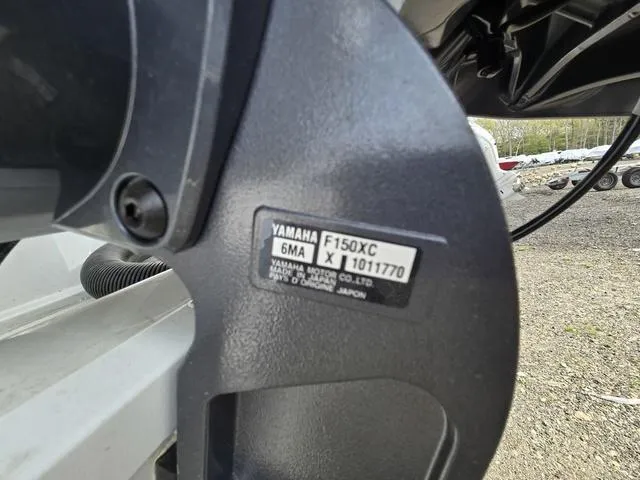 YAMAHA F150XC
6MA X 1011770
YAMAHA MOTOR CO.,LTD.
MADE IN JAPAN
PAYS D'ORIGINE JAPON